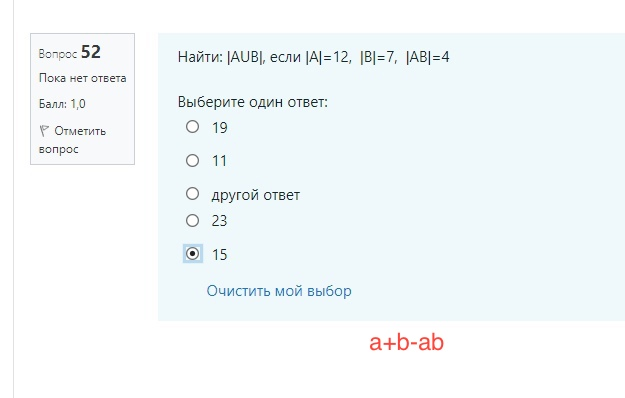 Вопрос 52
Пока нет ответа
Балл: 1,0
Отметить
вопрос
Найти: |AUB|, если |A|=12, |B|=7, |AB|=4
Выберите один ответ:
19
11
другой ответ
23
15
Очистить мой выбор
a+b-ab